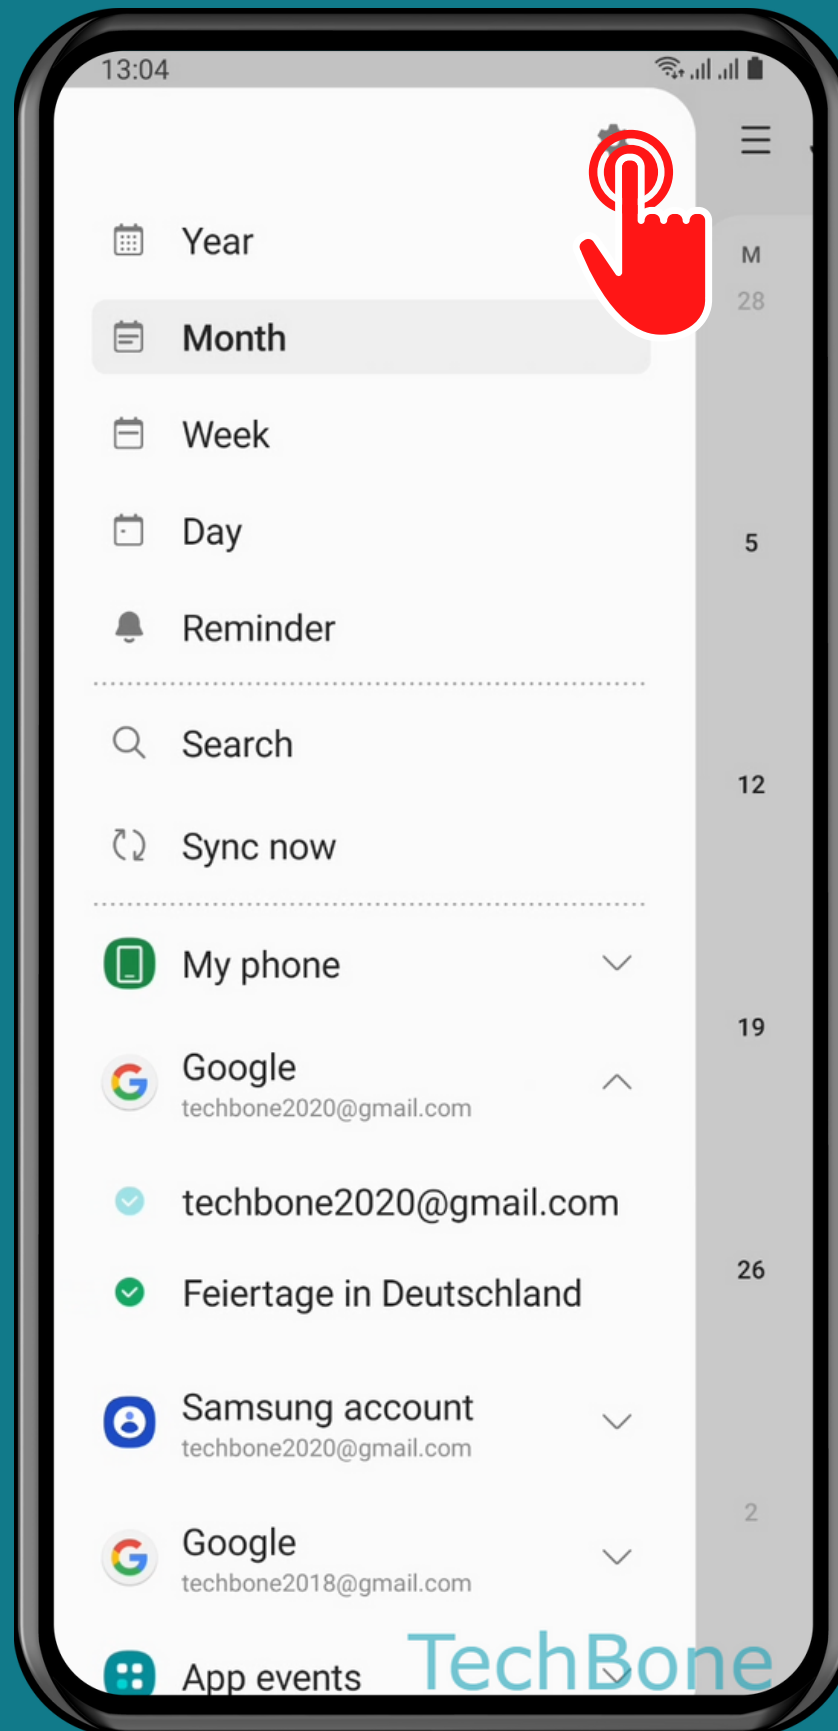 13:04
Year
Month
Week
Day
Reminder
Search
Sync now
My phone
Google
techbone2020@gmail.com
techbone2020@gmail.com
Feiertage in Deutschland
Samsung account
techbone2020@gmail.com
Google
techbone2018@gmail.com
App events
M
28
5
12
19
26
2
TechBone